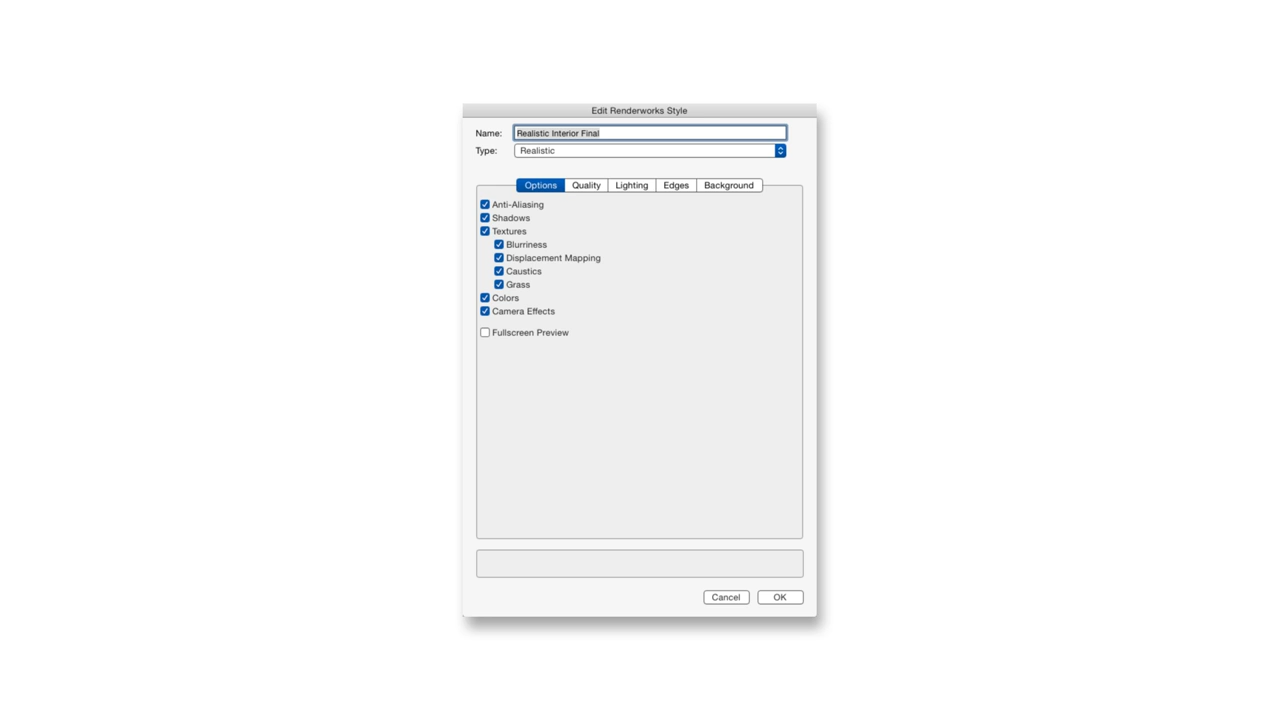 Edit Renderworks Style
Name: Realistic Interior Final
Type: Realistic
Options Quality Lighting Edges Background
Anti-Aliasing
Shadows
Textures
Blurriness
Displacement Mapping
Caustics
Grass
Colors
Camera Effects
Fullscreen Preview
Cancel OK